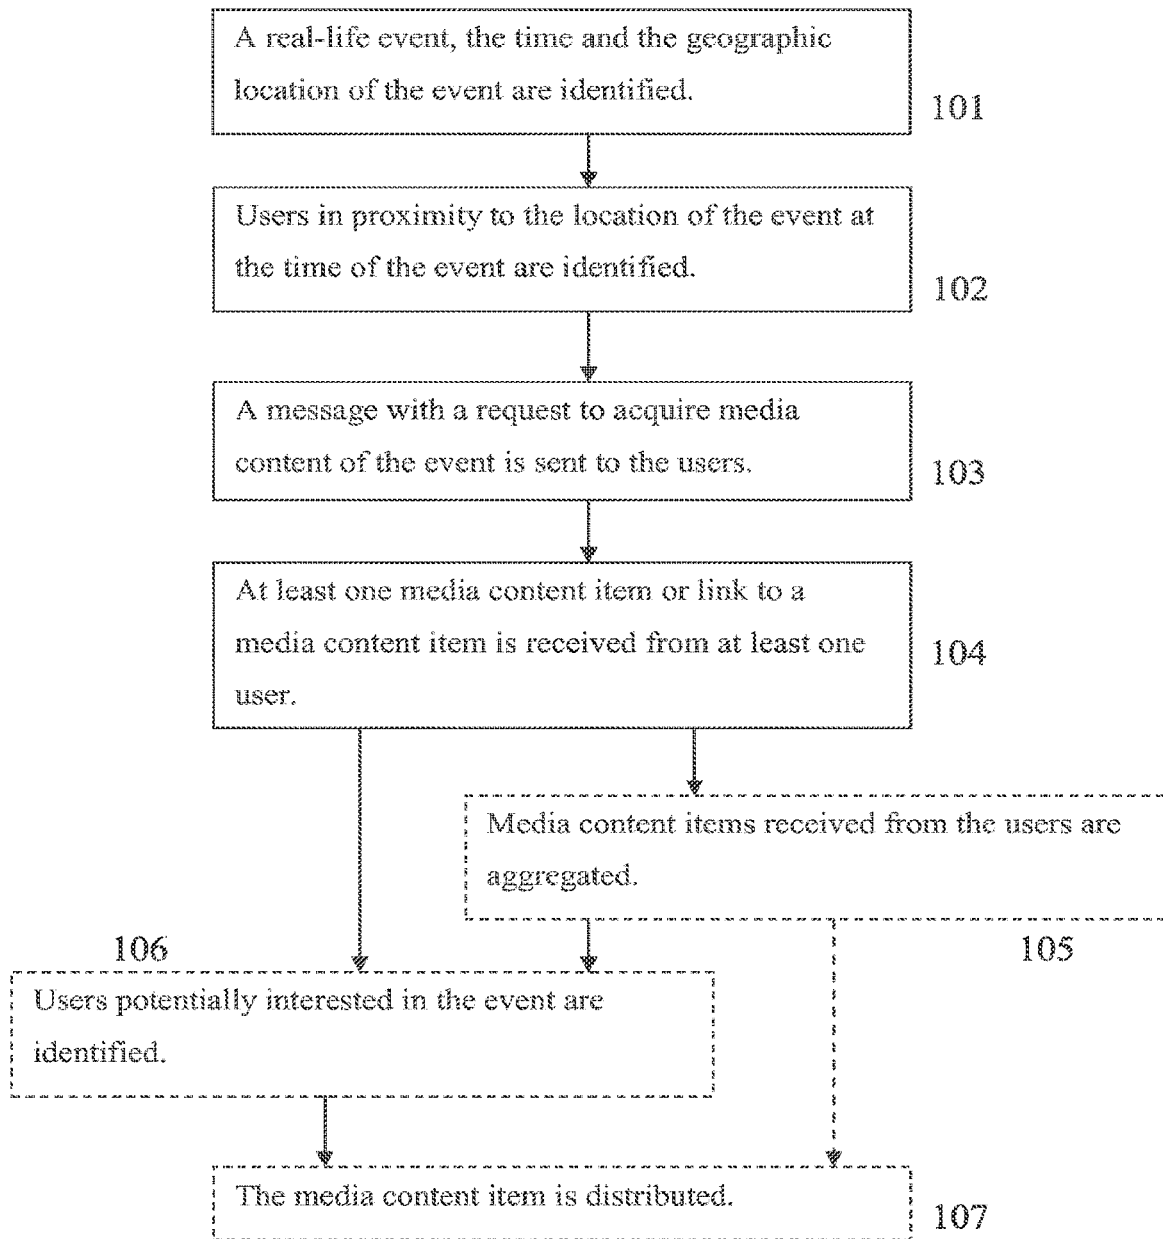 A real-life event, the time and the geographic
location of the event are identified.
101
Users in proximity to the location of the event at
the time of the event are identified.
102
A message with a request to acquire media
content of the event is sent to the users.
103
At least one media content item or link to a
media content item is received from at least one
user.
104
Media content items received from the users are
aggregated.
105
106
Users potentially interested in the event are
identified.
The media content item is distributed.
107